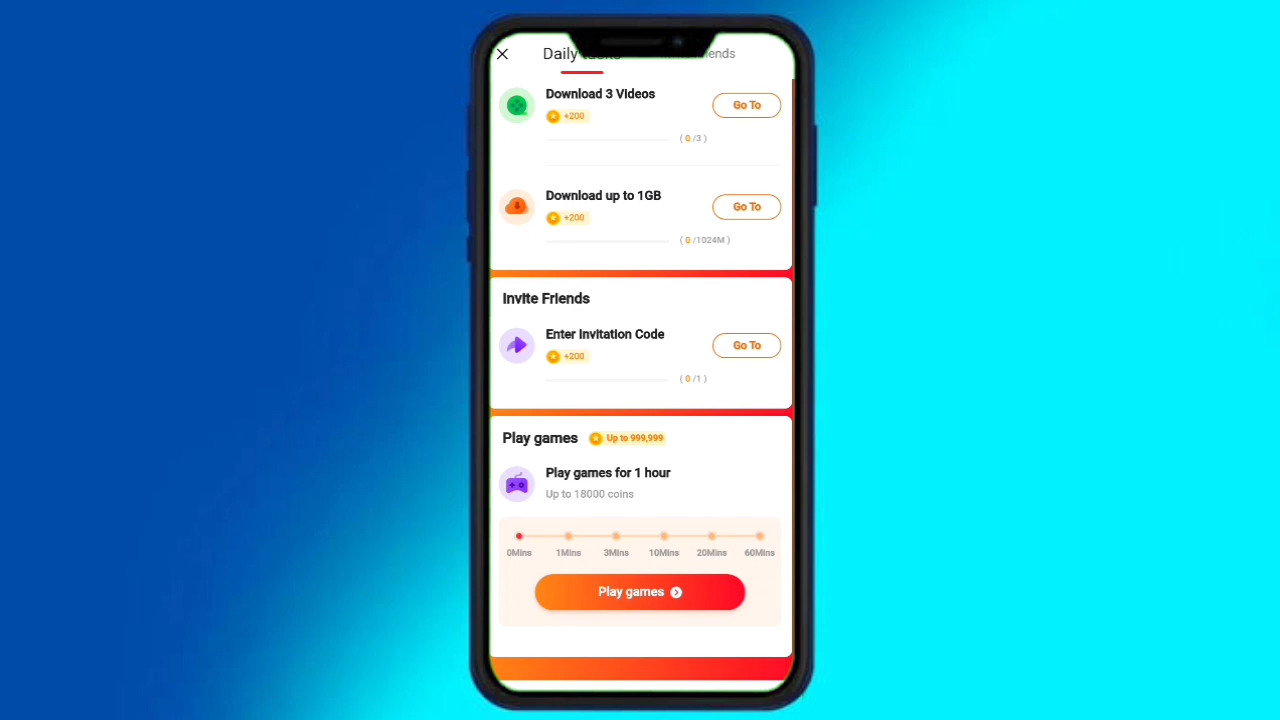 Daily
Download 3 Videos
+200
Go To
( 0 /3 )
Download up to 1GB
+200
Go To
( 0 /1024M )
Invite Friends
Enter Invitation Code
+200
Go To
( 0 /1 )
Play games
Up to 999,999
Play games for 1 hour
Up to 18000 coins
0Mins 1Mins 3Mins 10Mins 20Mins 60Mins
Play games